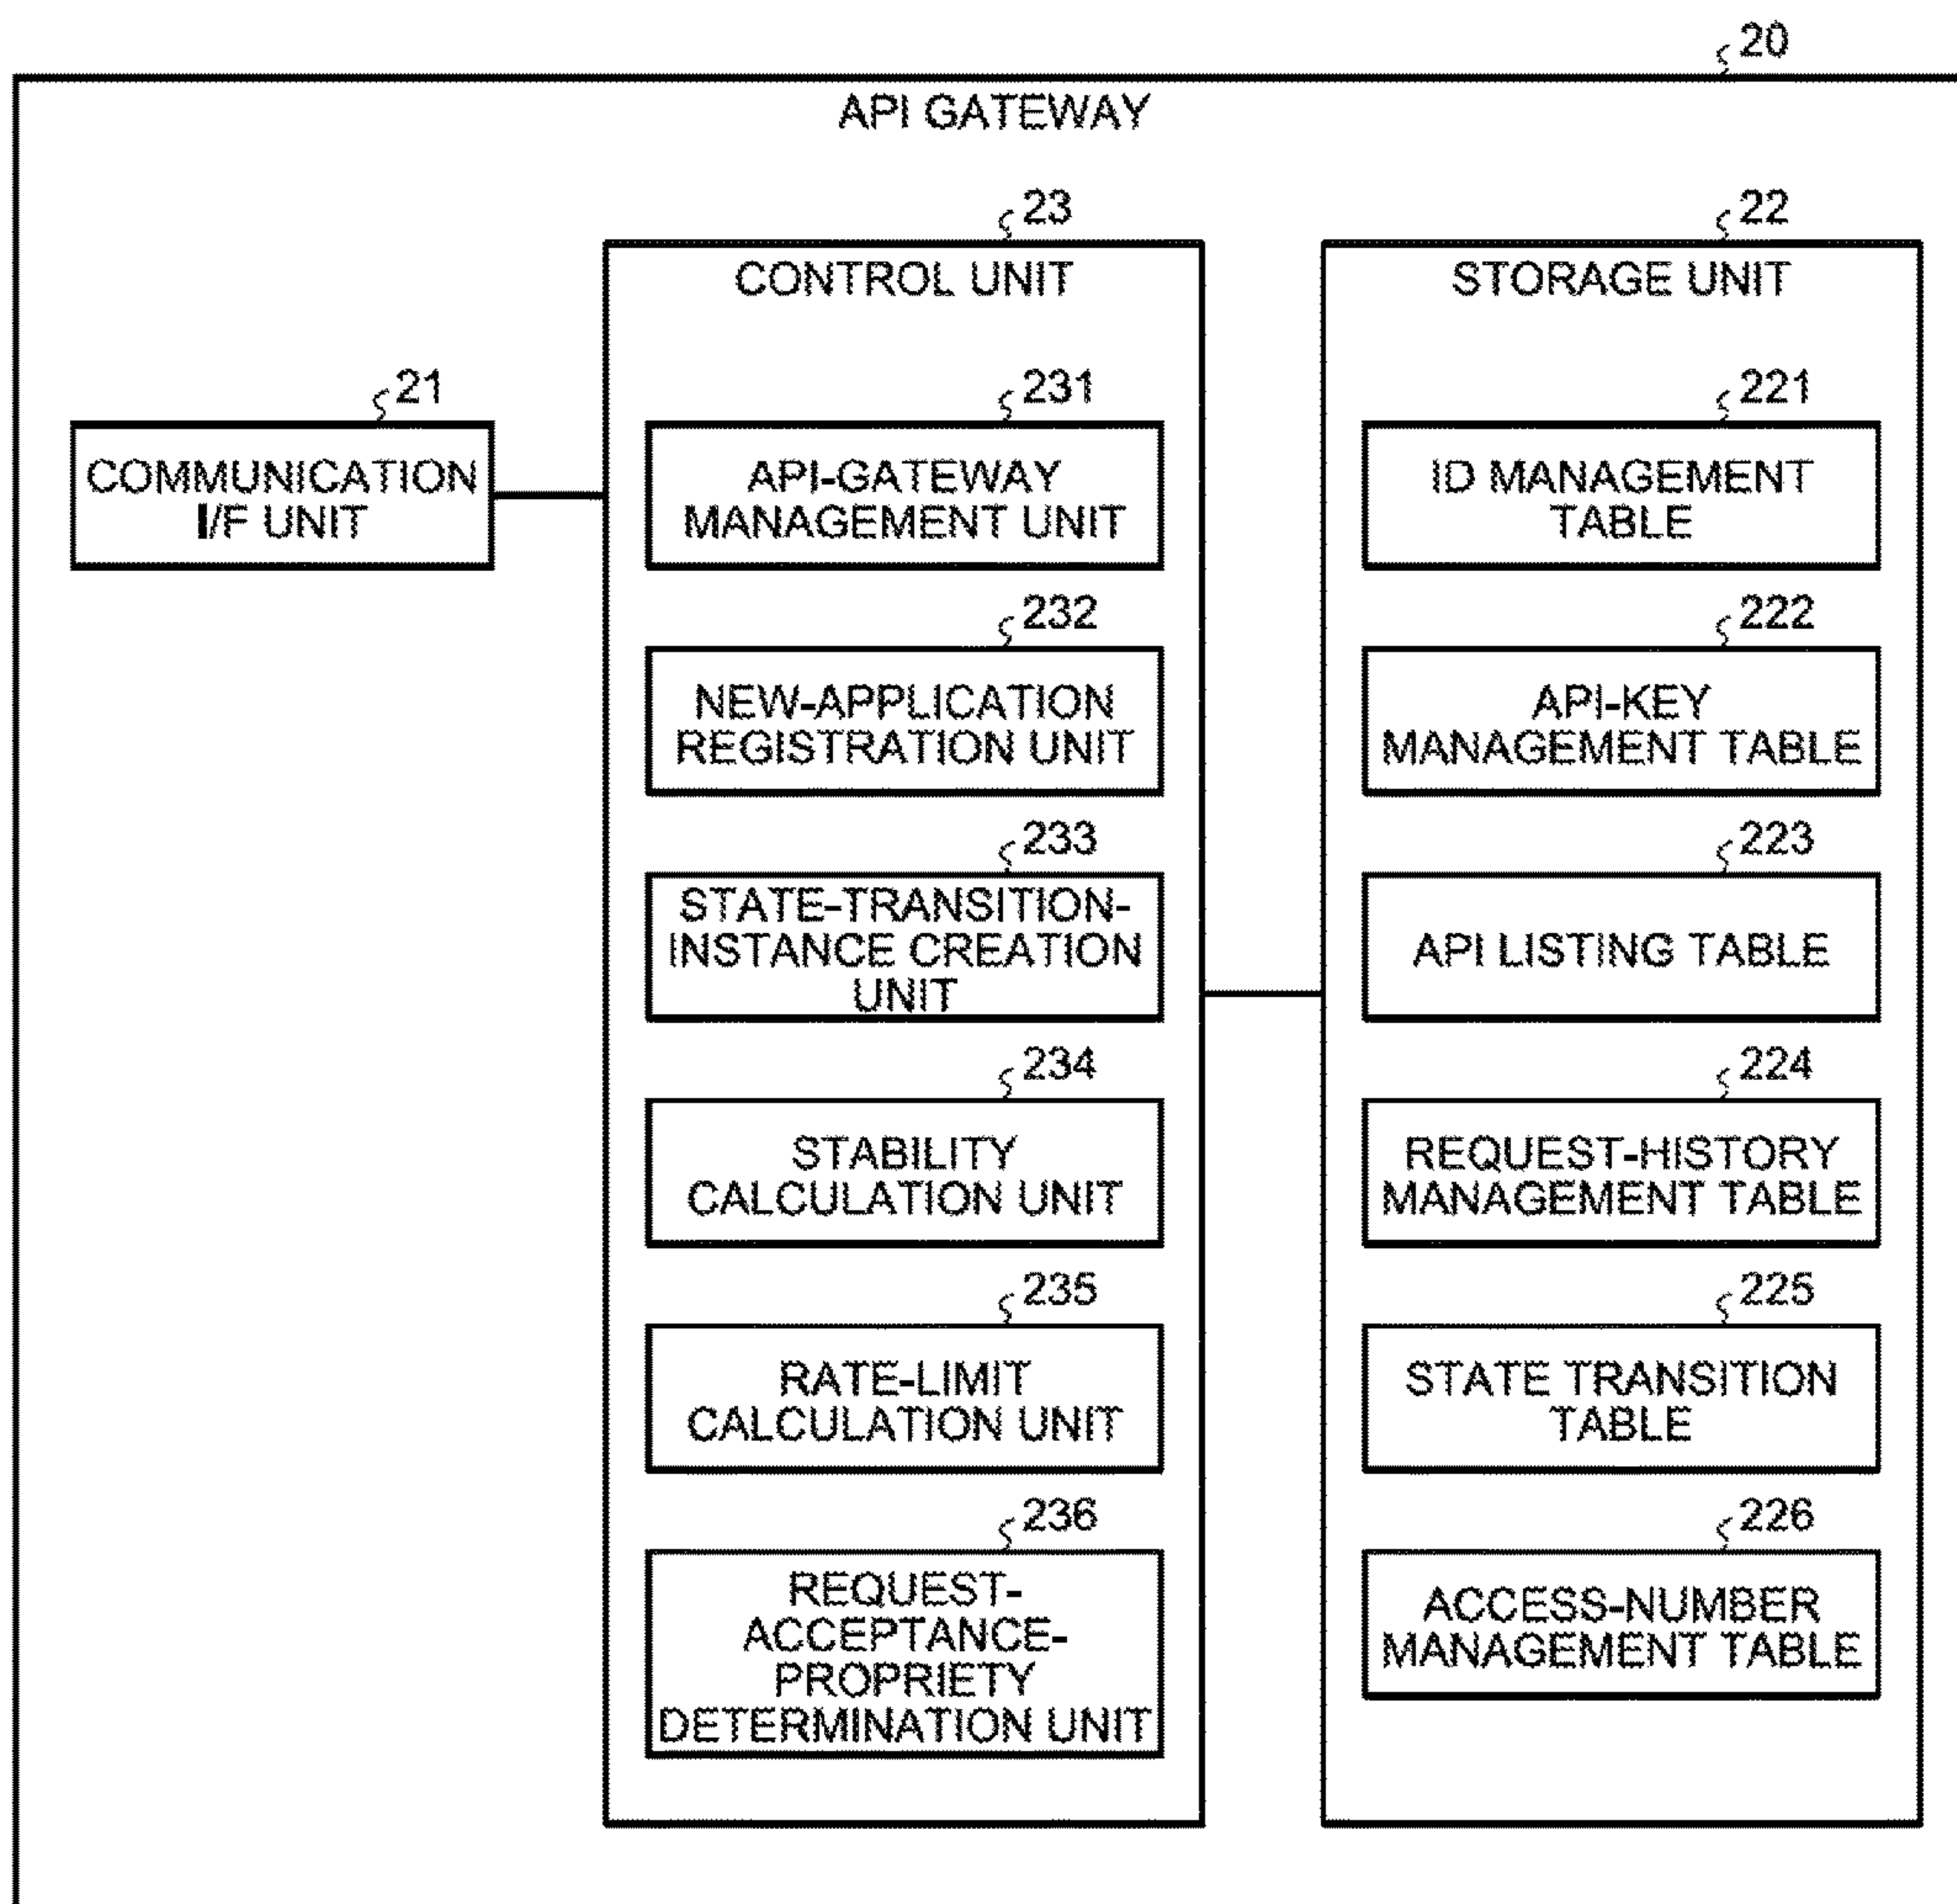 20
API GATEWAY
23
CONTROL UNIT
22
STORAGE UNIT
21
COMMUNICATION
I/F UNIT
231
API-GATEWAY
MANAGEMENT UNIT
232
NEW-APPLICATION
REGISTRATION UNIT
233
STATE-TRANSITION-
INSTANCE CREATION
UNIT
234
STABILITY
CALCULATION UNIT
235
RATE-LIMIT
CALCULATION UNIT
236
REQUEST-
ACCEPTANCE-
PROPRIETY
DETERMINATION UNIT
221
ID MANAGEMENT
TABLE
222
API-KEY
MANAGEMENT TABLE
223
API LISTING TABLE
224
REQUEST-HISTORY
MANAGEMENT TABLE
225
STATE TRANSITION
TABLE
226
ACCESS-NUMBER
MANAGEMENT TABLE